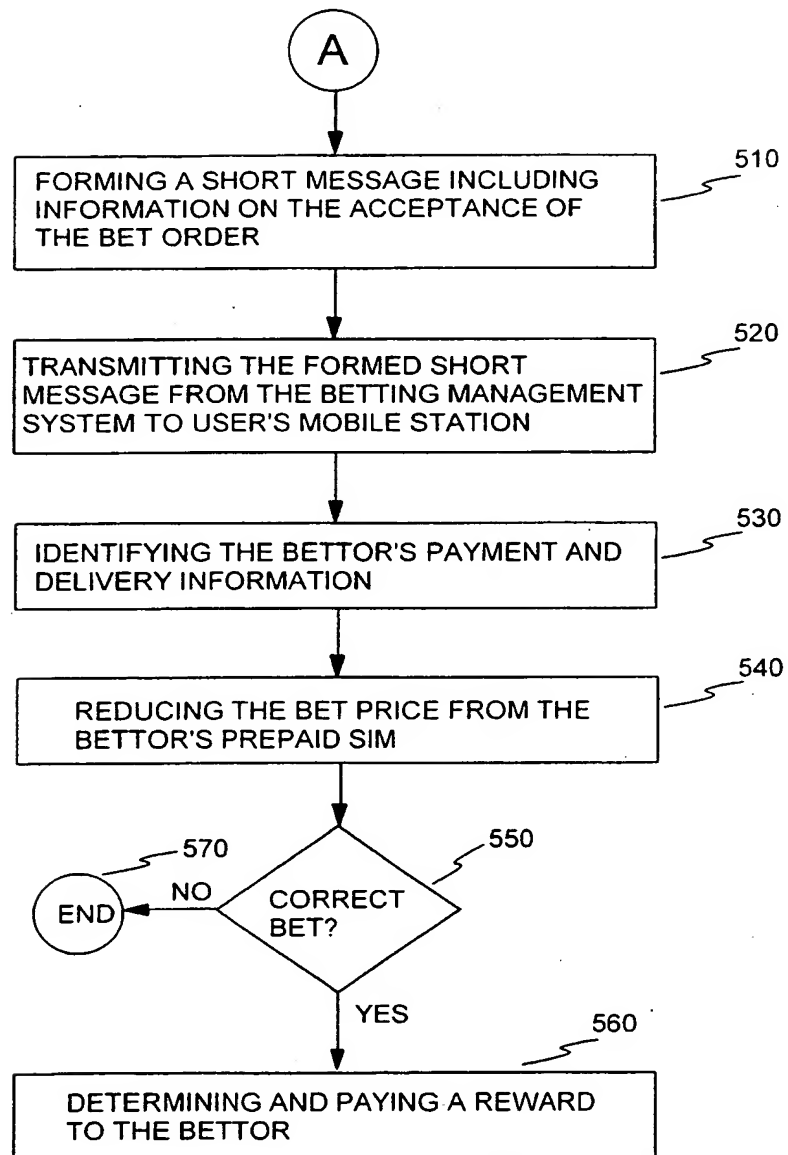 A
510
FORMING A SHORT MESSAGE INCLUDING
INFORMATION ON THE ACCEPTANCE OF
THE BET ORDER
520
TRANSMITTING THE FORMED SHORT
MESSAGE FROM THE BETTING MANAGEMENT
SYSTEM TO USER'S MOBILE STATION
530
IDENTIFYING THE BETTOR'S PAYMENT AND
DELIVERY INFORMATION
540
REDUCING THE BET PRICE FROM THE
BETTOR'S PREPAID SIM
570
550
END
NO
CORRECT
BET?
YES
560
DETERMINING AND PAYING A REWARD
TO THE BETTOR